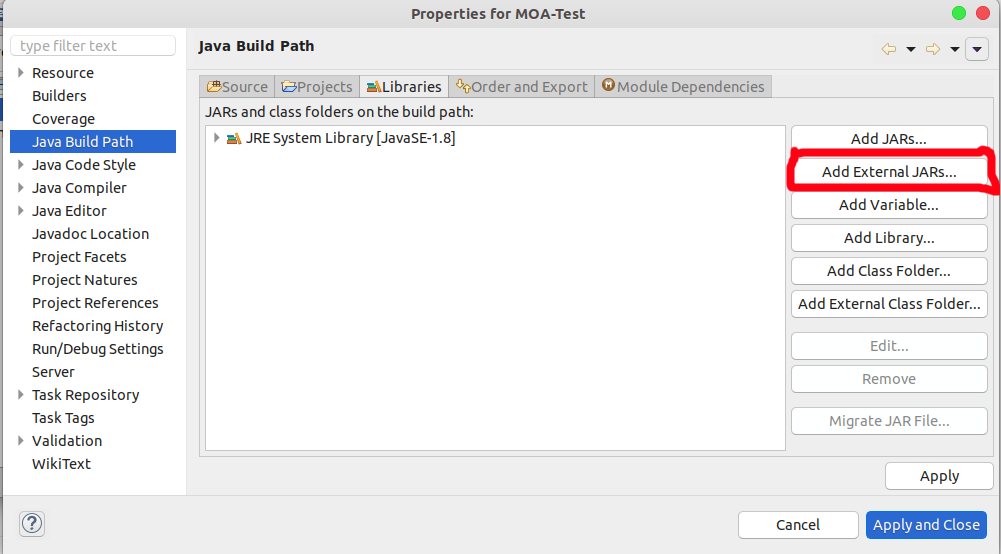 Properties for MOA-Test
type filter text
Resource
Builders
Coverage
Java Build Path
Java Code Style
Java Compiler
Java Editor
Javadoc Location
Project Facets
Project Natures
Project References
Refactoring History
Run/Debug Settings
Server
Task Repository
Task Tags
Validation
WikiText
Java Build Path
Source Projects Libraries Order and Export Module Dependencies
JARs and class folders on the build path:
JRE System Library [JavaSE-1.8]
Add JARs...
Add External JARs...
Add Variable...
Add Library...
Add Class Folder...
Add External Class Folder...
Edit...
Remove
Migrate JAR File...
Apply
?
Cancel
Apply and Close